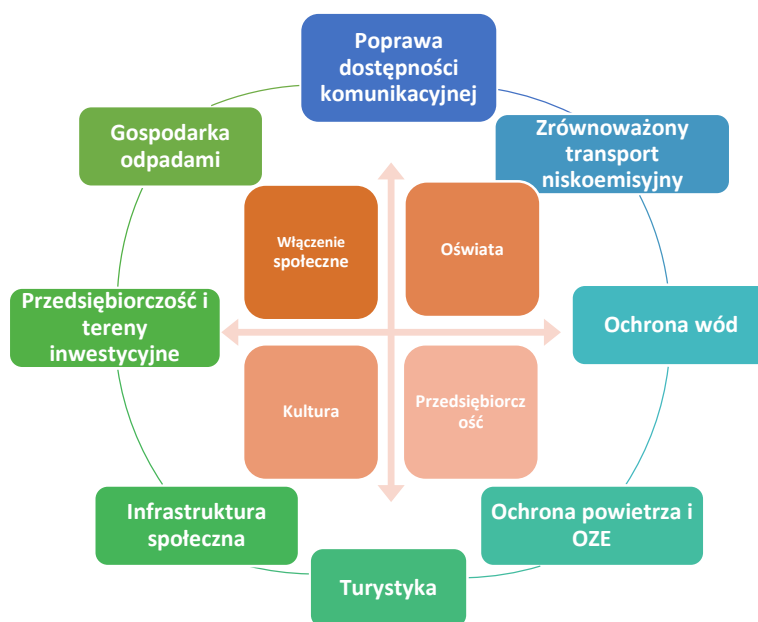 Poprawa
dostępności
komunikacyjnej
Gospodarka
odpadami
Zrównoważony
transport
niskoemisyjny
Włączenie
społeczne
Oświata
Przedsiębiorczość i
tereny
inwestycyjne
Ochrona wód
Kultura
Przedsiębiorcz
ość
Infrastruktura
społeczna
Ochrona powietrza i
OZE
Turystyka